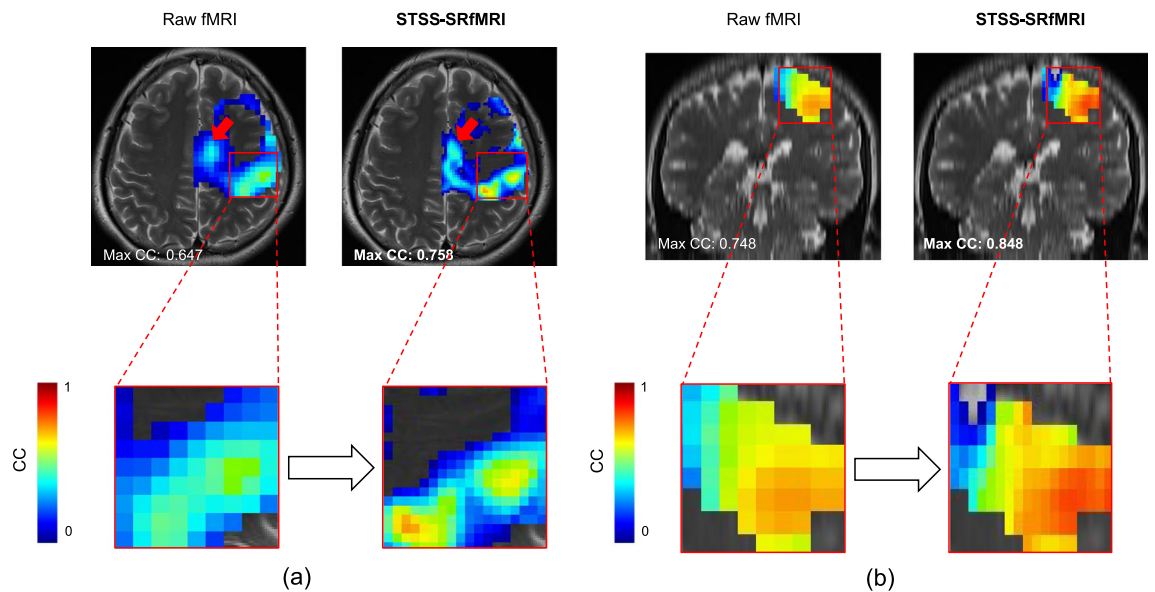 Raw fMRI
STSS-SRfMRI
Raw fMRI
STSS-SRfMRI
Max CC: 0.647
Max CC: 0.758
Max CC: 0.748
Max CC: 0.848
1
CC
0
1
CC
0
(a)
(b)